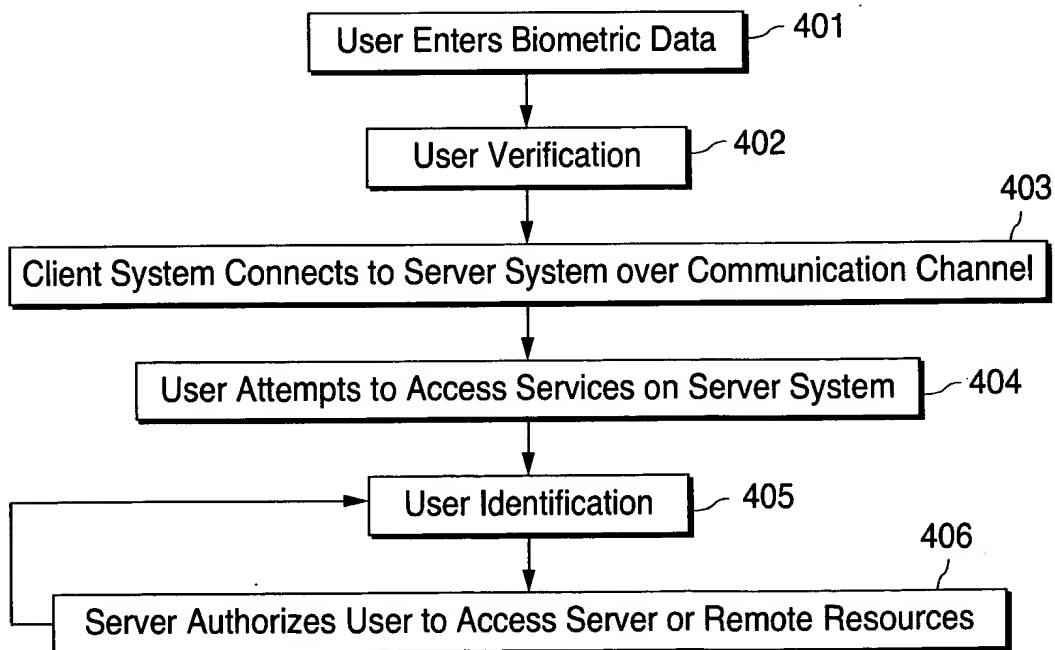 User Enters Biometric Data
401
User Verification
402
403
Client System Connects to Server System over Communication Channel
User Attempts to Access Services on Server System
404
User Identification
405
406
Server Authorizes User to Access Server or Remote Resources